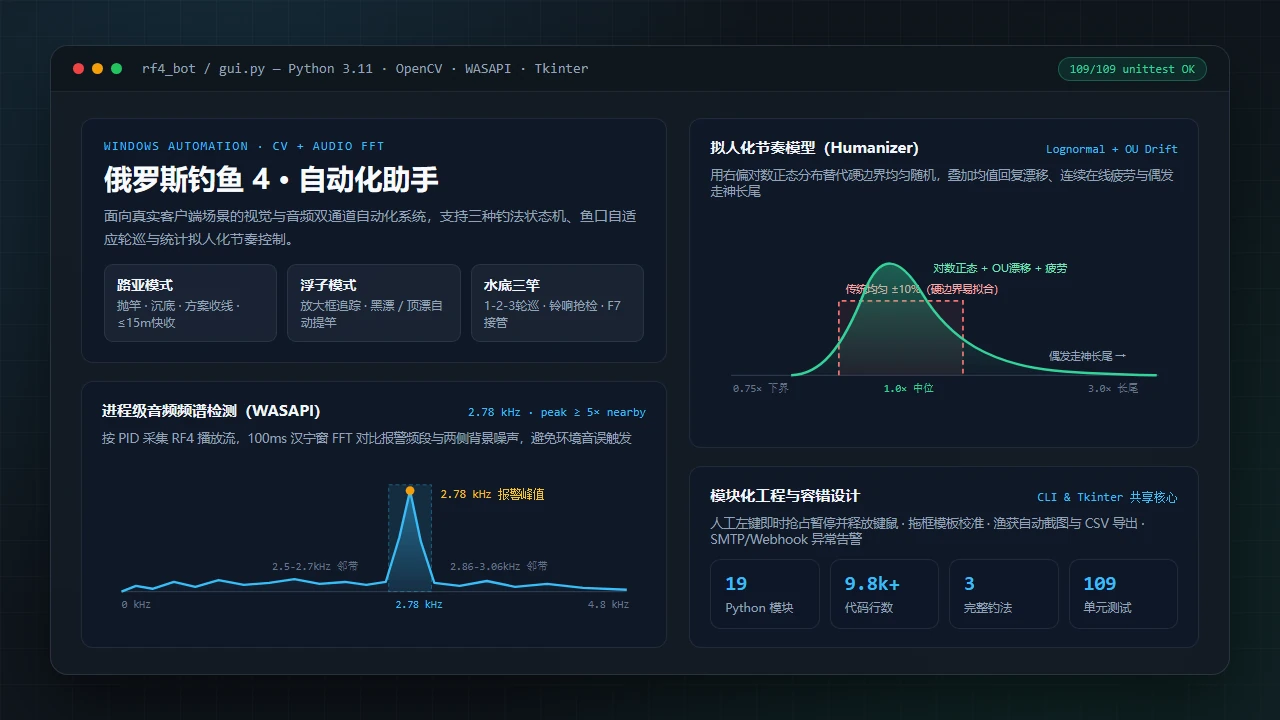 rf4_bot / gui.py — Python 3.11 · OpenCV · WASAPI · Tkinter
109/109 unittest OK
WINDOWS AUTOMATION · CV + AUDIO FFT
俄罗斯钓鱼 4 • 自动化助手
面向真实客户端场景的视觉与音频双通道自动化系统，支持三种钓法状态机、鱼口自适
应轮巡与统计拟人化节奏控制。
路亚模式
抛竿 · 沉底 · 方案收线 ·
≤15m快收
浮子模式
放大框追踪 · 黑漂 / 顶漂自
动提竿
水底三竿
1-2-3轮巡 · 铃响抢检 · F7
接管
进程级音频频谱检测（WASAPI）
2.78 kHz · peak ≥ 5× nearby
按 PID 采集 RF4 播放流，100ms 汉宁窗 FFT 对比报警频段与两侧背景噪声，避免环境音误触发
2.78 kHz 报警峰值
2.5-2.7kHz 邻带
2.86-3.06kHz 邻带
0 kHz
2.78 kHz
4.8 kHz
拟人化节奏模型（Humanizer）
Lognormal + OU Drift
用右偏对数正态分布替代硬边界均匀随机，叠加均值回复漂移、连续在线疲劳与偶发
走神长尾
对数正态 + OU漂移 + 疲劳
传统均匀 ±10%（硬边界易拟合）
偶发走神长尾 →
0.75× 下界
1.0× 中位
3.0× 长尾
模块化工程与容错设计
CLI & Tkinter 共享核心
人工左键即时抢占暂停并释放键鼠 · 拖框模板校准 · 渔获自动截图与 CSV 导出 ·
SMTP/Webhook 异常告警
19
Python 模块
9.8k+
代码行数
3
完整钓法
109
单元测试